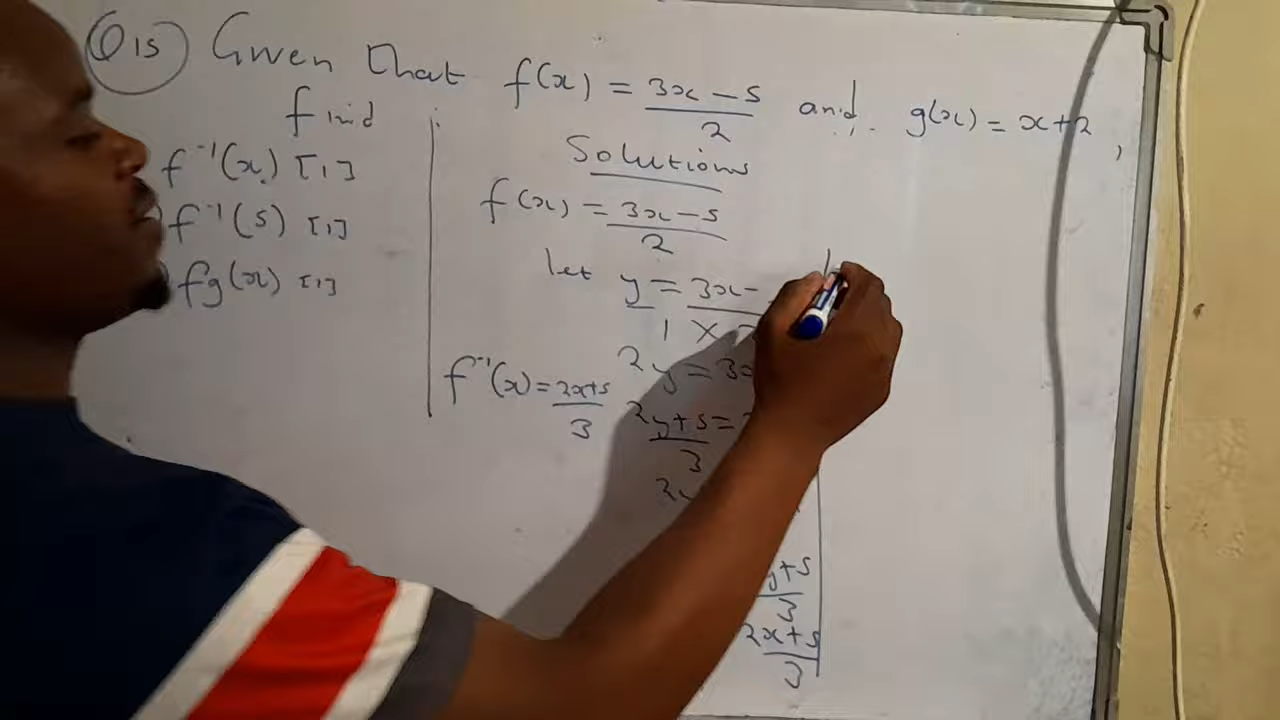 Q15) Given that f(x) = 3x - 5 / 2 and g(x) = x+2,
find
f⁻¹(x) [1]
f⁻¹(5) [1]
fg(x) [1]
Solutions
f(x) = 3x - 5 / 2
let y = 3x -
1 X
2y = 3
2y + 5 =
3
f⁻¹(x) = 2x+5 / 3
y+5
3
2x+5
3